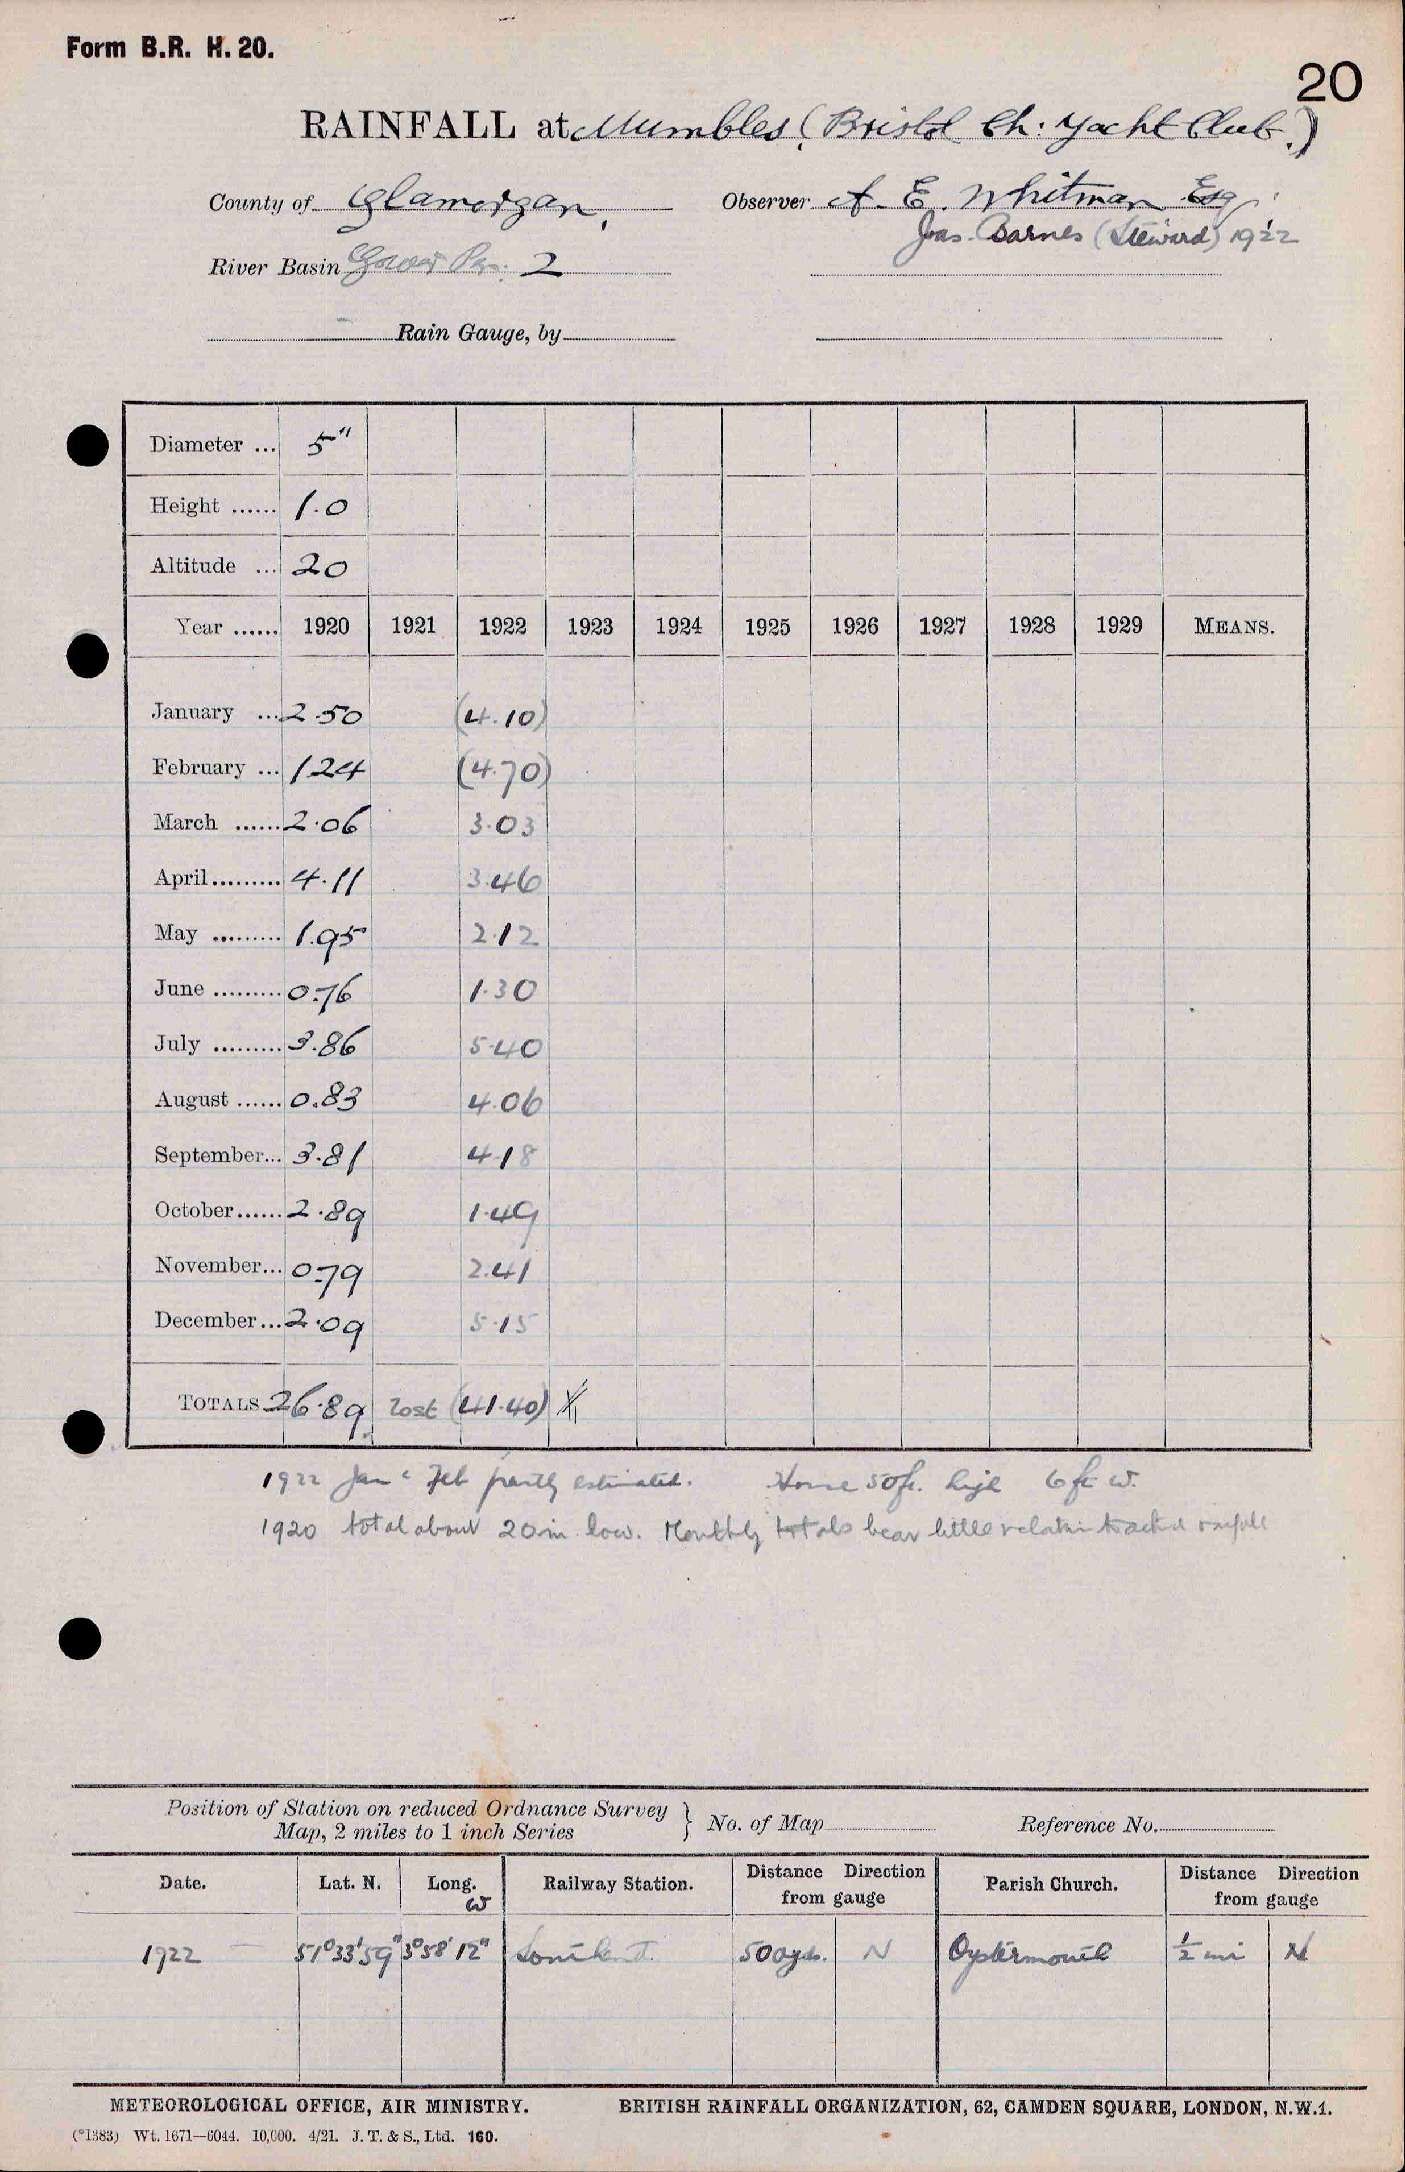 Form B.R. H. 20.
20
RAINFALL at Mumbles (Bristol Ch: Yacht Club.)
County of Glamorgan, Observer A. E. Whitman Esq
Jas. Barnes (Steward) 1922
River Basin Gower Pen. 2
Rain Gauge, by
Diameter ... 5"
Height ...... 1.0
Altitude ... 20
Year ...... 1920 1921 1922 1923 1924 1925 1926 1927 1928 1929 MEANS.
January ... 2.50 (4.10)
February ... 1.24 (4.70)
March ...... 2.06 3.03
April ......... 4.11 3.46
May ......... 1.95 2.12
June ......... 0.76 1.30
July ......... 3.86 5.40
August ...... 0.83 4.06
September... 3.81 4.18
October...... 2.89 1.49
November... 0.79 2.41
December... 2.09 5.15
TOTALS 26.89 lost (41.40)
1922 Jan & Feb partly estimated. House 50ft. high 6ft W.
1920 total about 20in low. Monthly totals bear little relation to actual rainfall
Position of Station on reduced Ordnance Survey } No. of Map Reference No.
Map, 2 miles to 1 inch Series
Date. Lat. N. Long. W Railway Station. Distance Direction from gauge Parish Church. Distance Direction from gauge
1922 51°33'59" 3°58'12" 500yds. N Oystermouth ½ mi N
METEOROLOGICAL OFFICE, AIR MINISTRY. BRITISH RAINFALL ORGANIZATION, 62, CAMDEN SQUARE, LONDON, N.W.1.
(*1383) Wt. 1671—6044. 10,000. 4/21. J. T. & S., Ltd. 160.